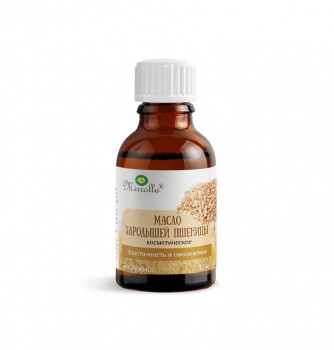 Mirrolla®
МАСЛО
ЗАРОДЫШЕЙ ПШЕНИЦЫ
косметическое
Эластичность и омоложение